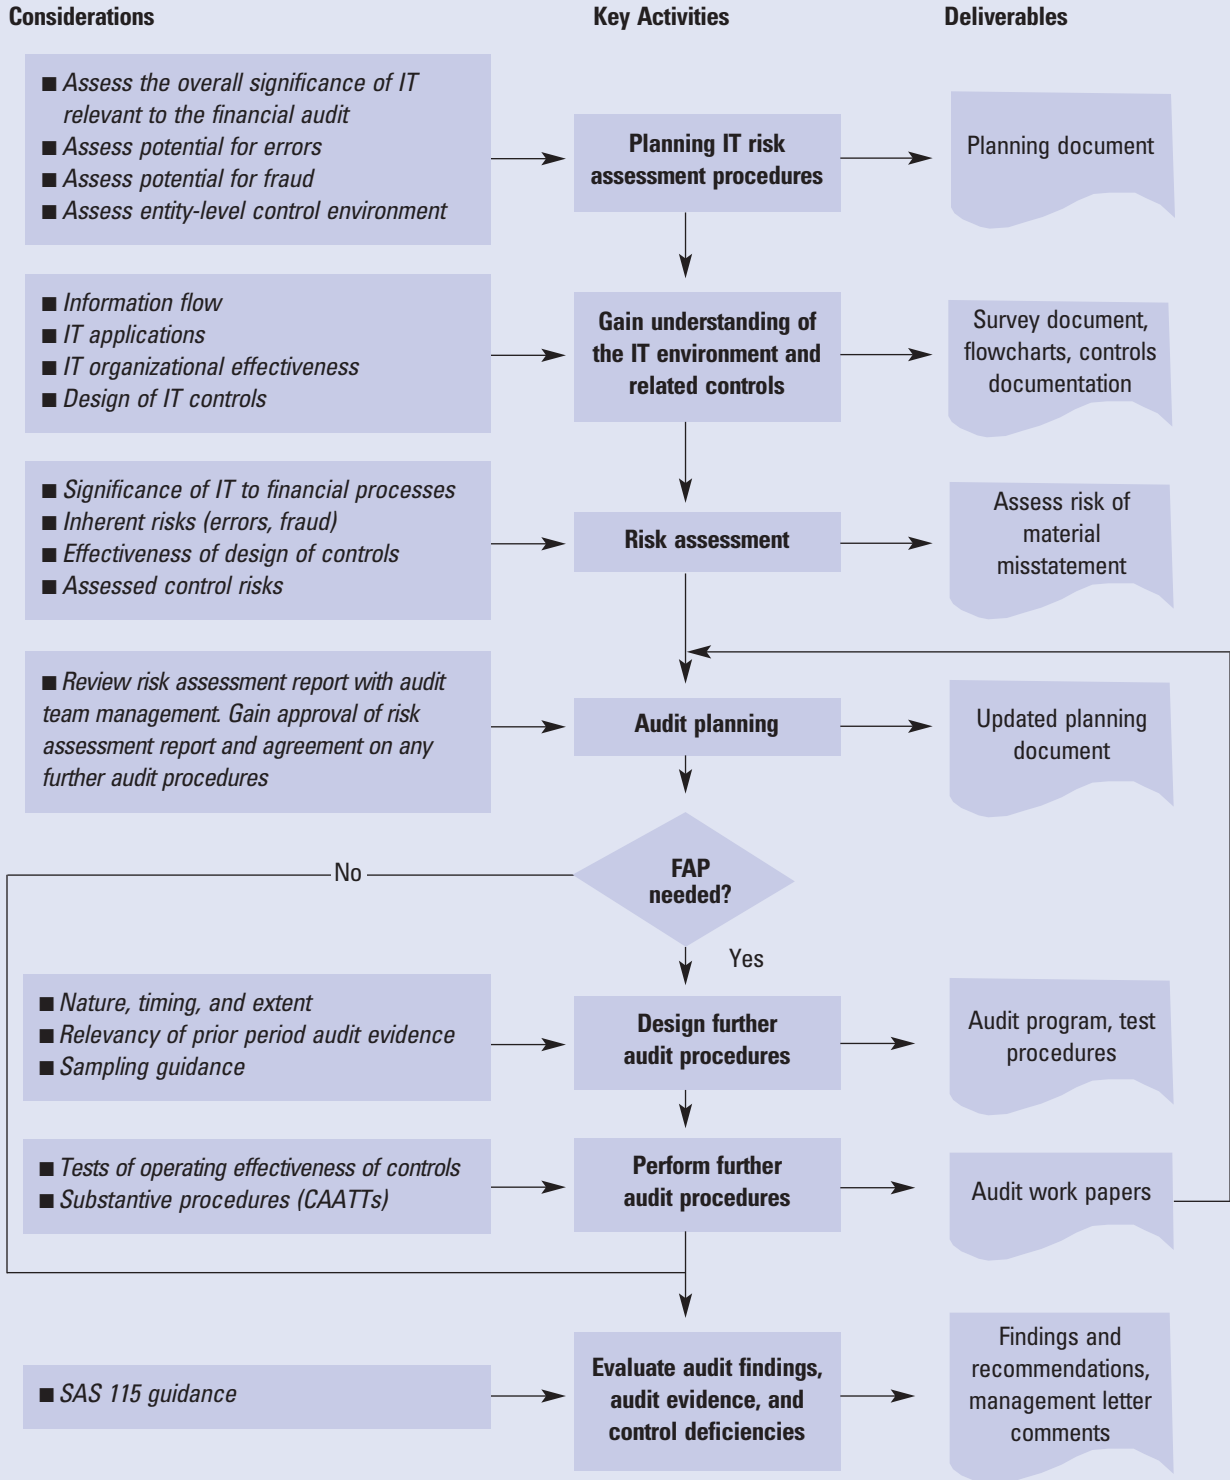 Considerations
Key Activities
Deliverables
■ Assess the overall significance of IT
relevant to the financial audit
■ Assess potential for errors
■ Assess potential for fraud
■ Assess entity-level control environment
Planning IT risk
assessment procedures
Planning document
■ Information flow
■ IT applications
■ IT organizational effectiveness
■ Design of IT controls
Gain understanding of
the IT environment and
related controls
Survey document,
flowcharts, controls
documentation
■ Significance of IT to financial processes
■ Inherent risks (errors, fraud)
■ Effectiveness of design of controls
■ Assessed control risks
Risk assessment
Assess risk of
material
misstatement
■ Review risk assessment report with audit
team management. Gain approval of risk
assessment report and agreement on any
further audit procedures
Audit planning
Updated planning
document
No
FAP
needed?
Yes
■ Nature, timing, and extent
■ Relevancy of prior period audit evidence
■ Sampling guidance
Design further
audit procedures
Audit program, test
procedures
■ Tests of operating effectiveness of controls
■ Substantive procedures (CAATTs)
Perform further
audit procedures
Audit work papers
■ SAS 115 guidance
Evaluate audit findings,
audit evidence, and
control deficiencies
Findings and
recommendations,
management letter
comments